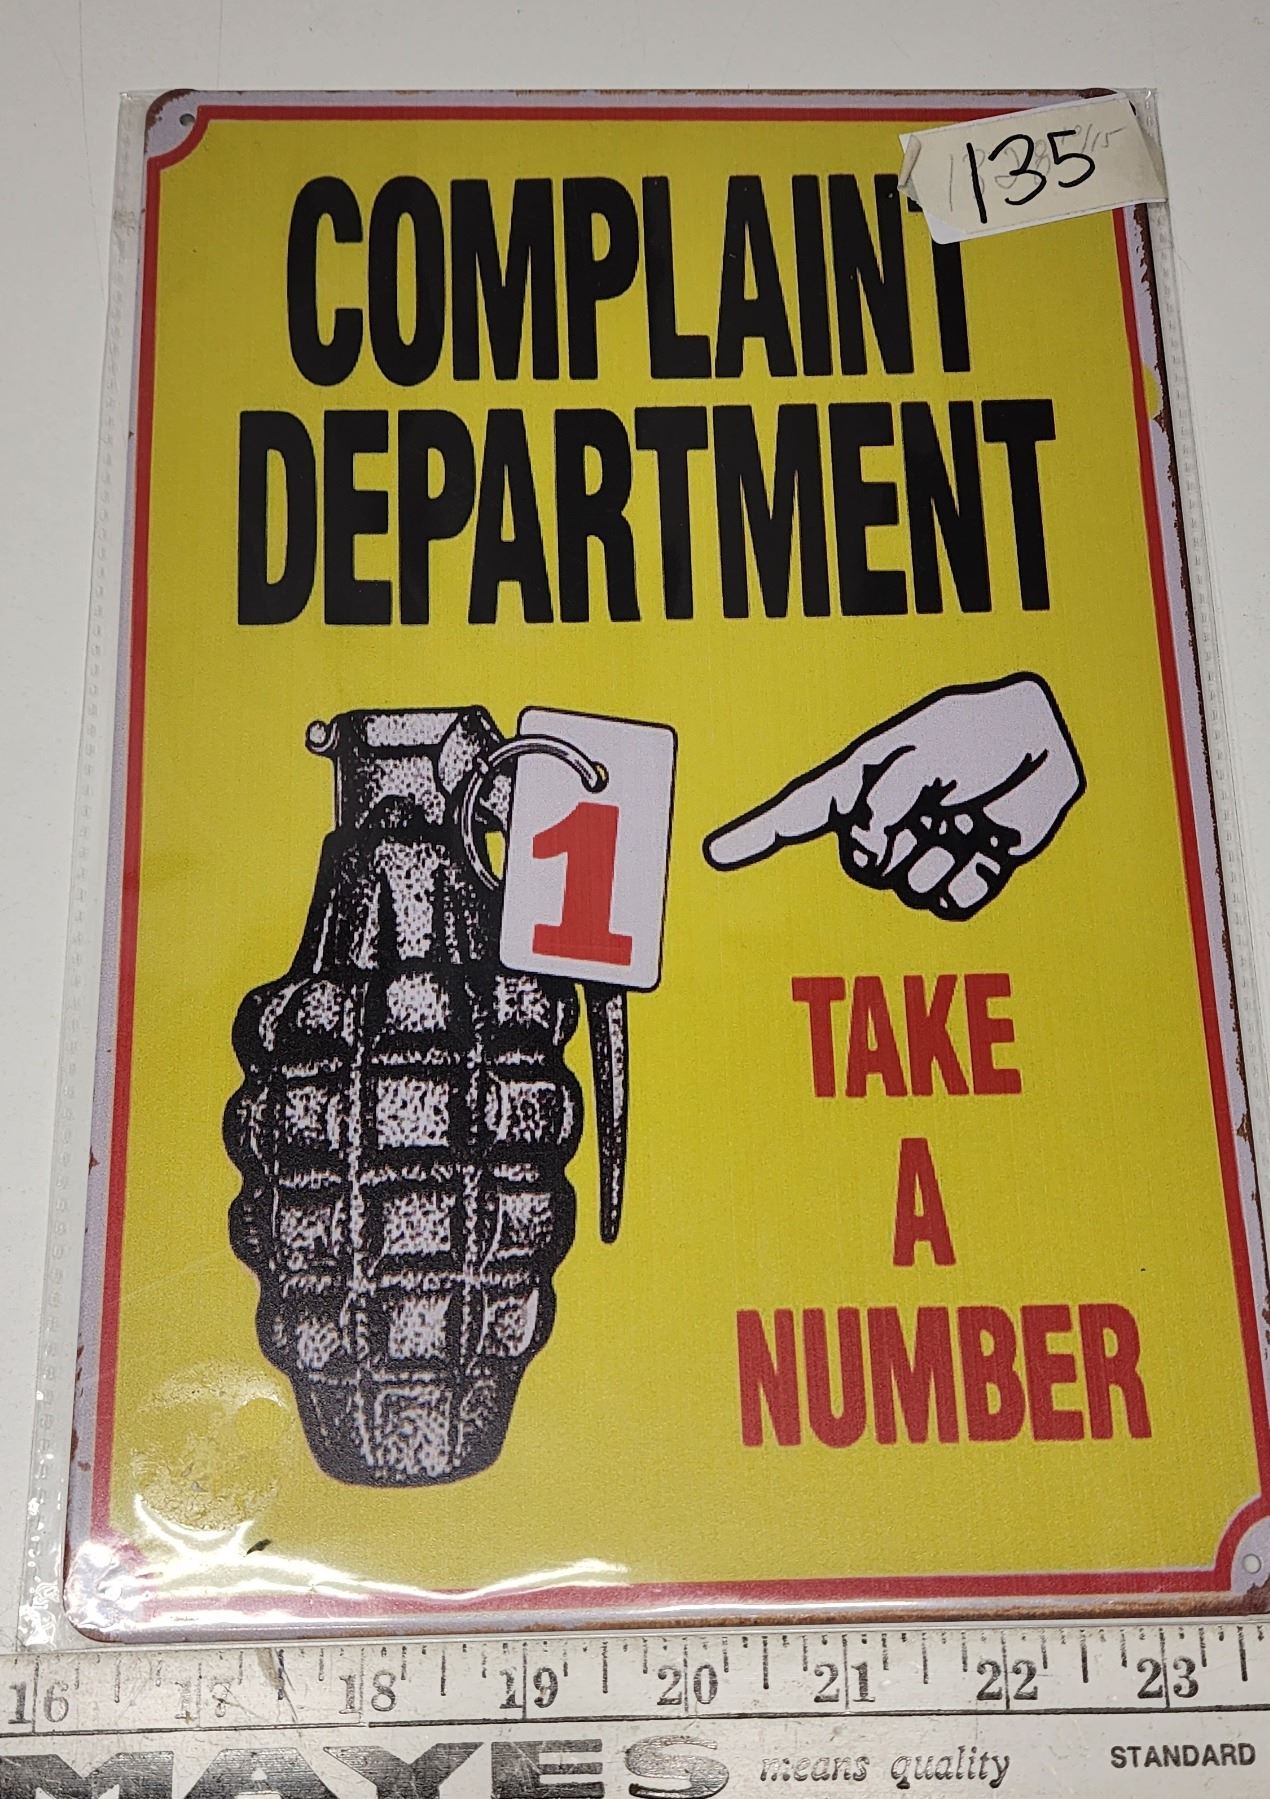 135
COMPLAINT
DEPARTMENT
1
TAKE
A
NUMBER
16 17 18 19 20 21 22 23
MAYES means quality STANDARD